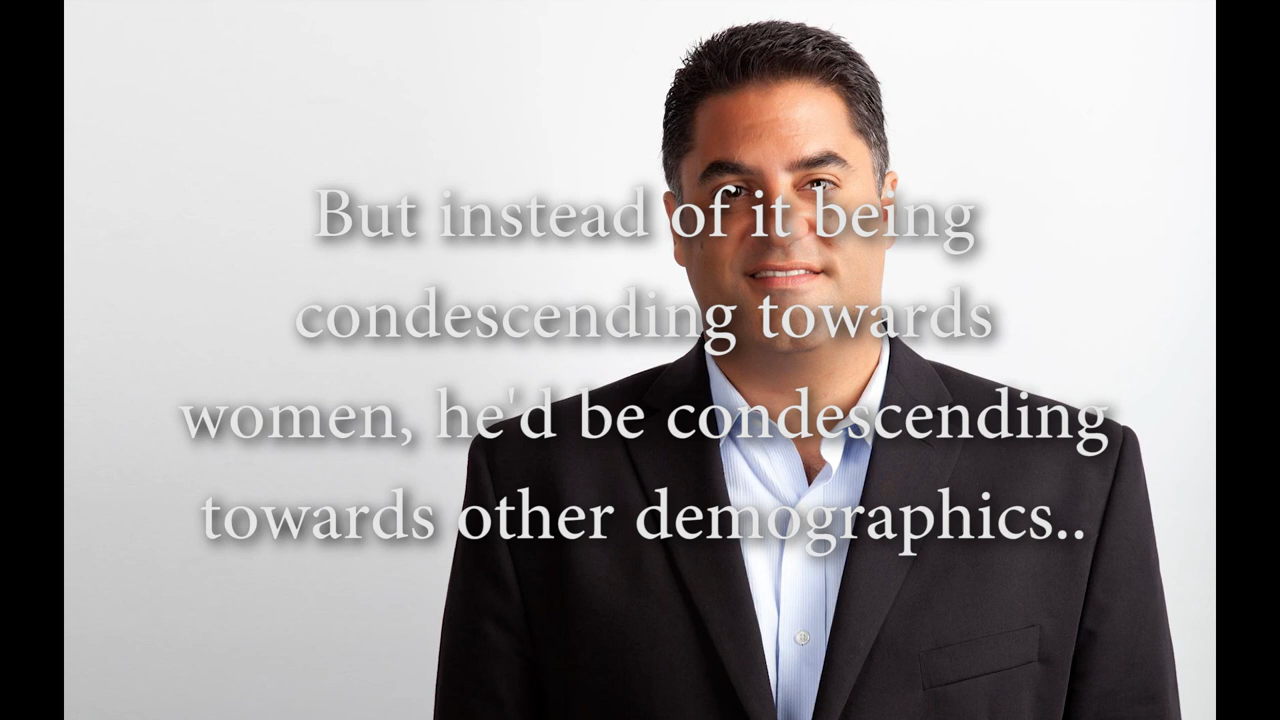 But instead of it being
condescending towards
women, he'd be condescending
towards other demographics..